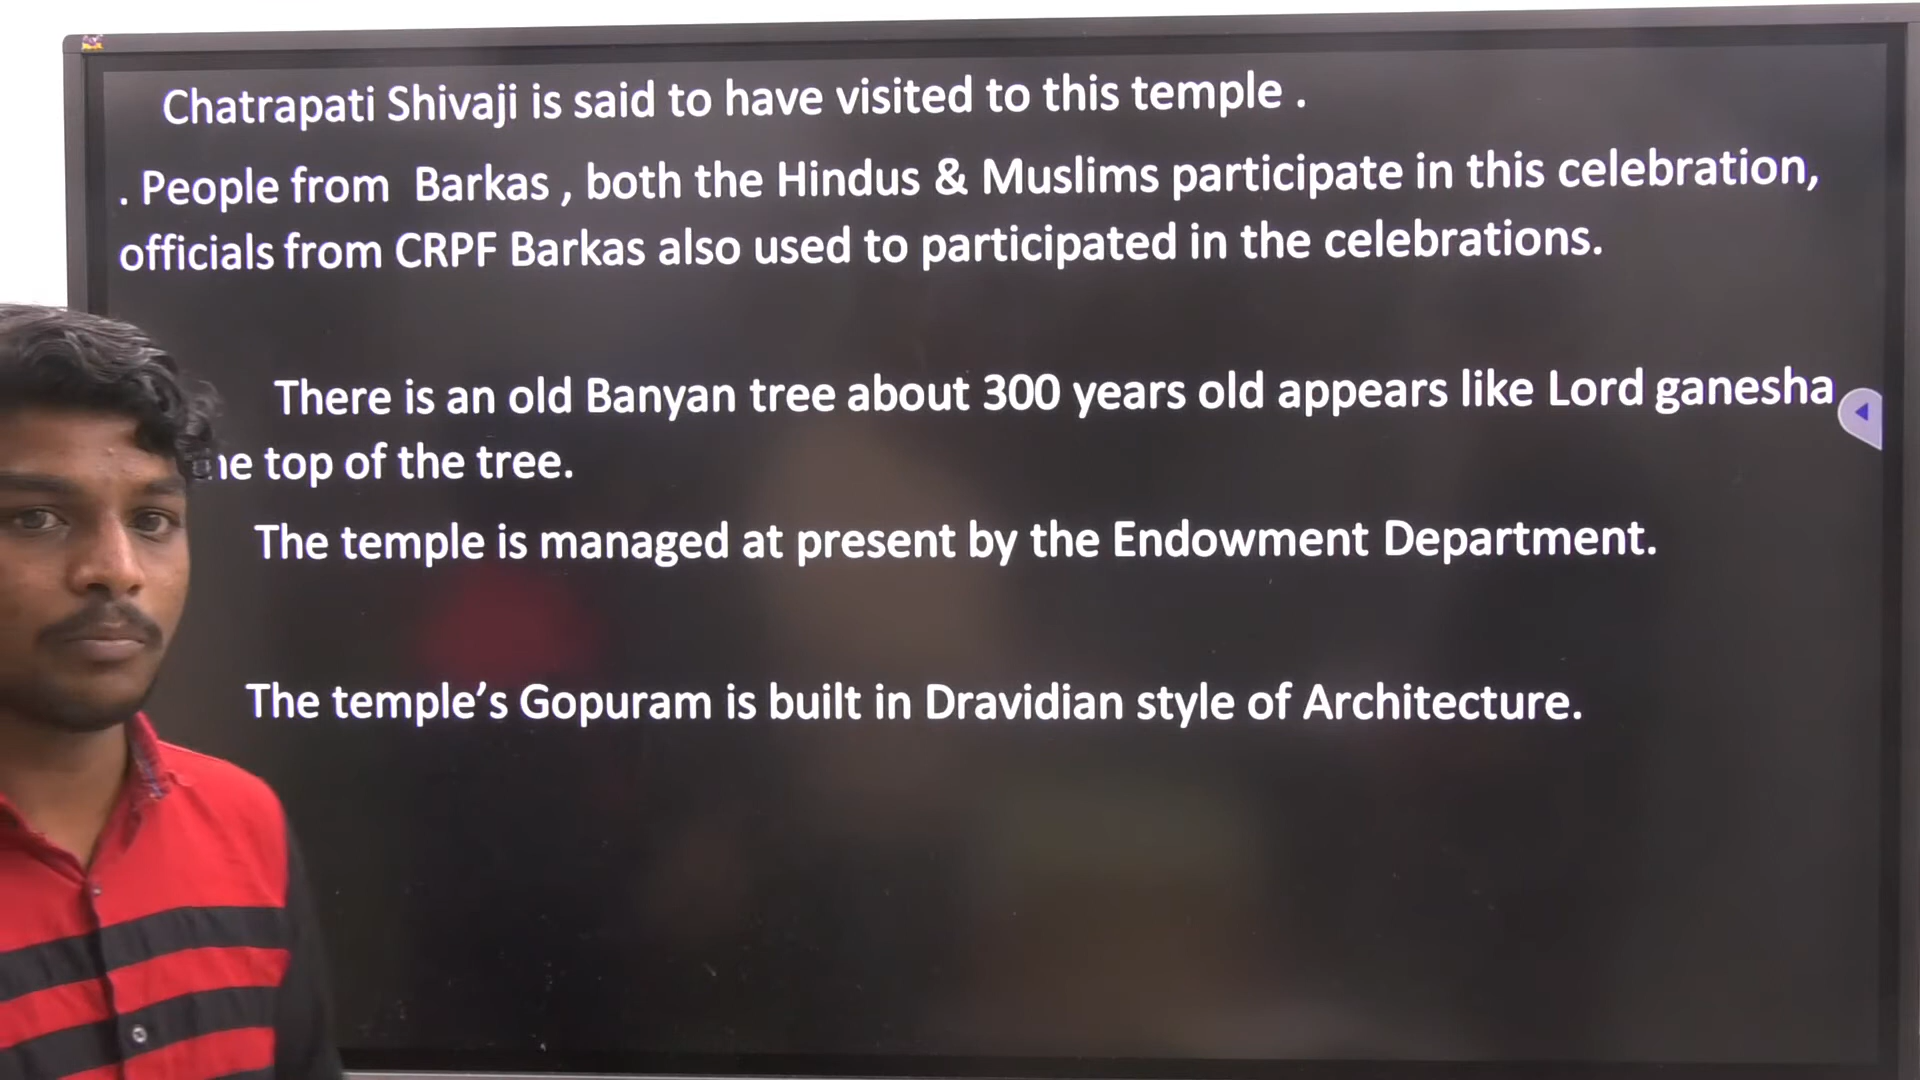 Chatrapati Shivaji is said to have visited to this temple .
. People from Barkas , both the Hindus & Muslims participate in this celebration,
officials from CRPF Barkas also used to participated in the celebrations.
There is an old Banyan tree about 300 years old appears like Lord ganesha
top of the tree.
The temple is managed at present by the Endowment Department.
The temple’s Gopuram is built in Dravidian style of Architecture.